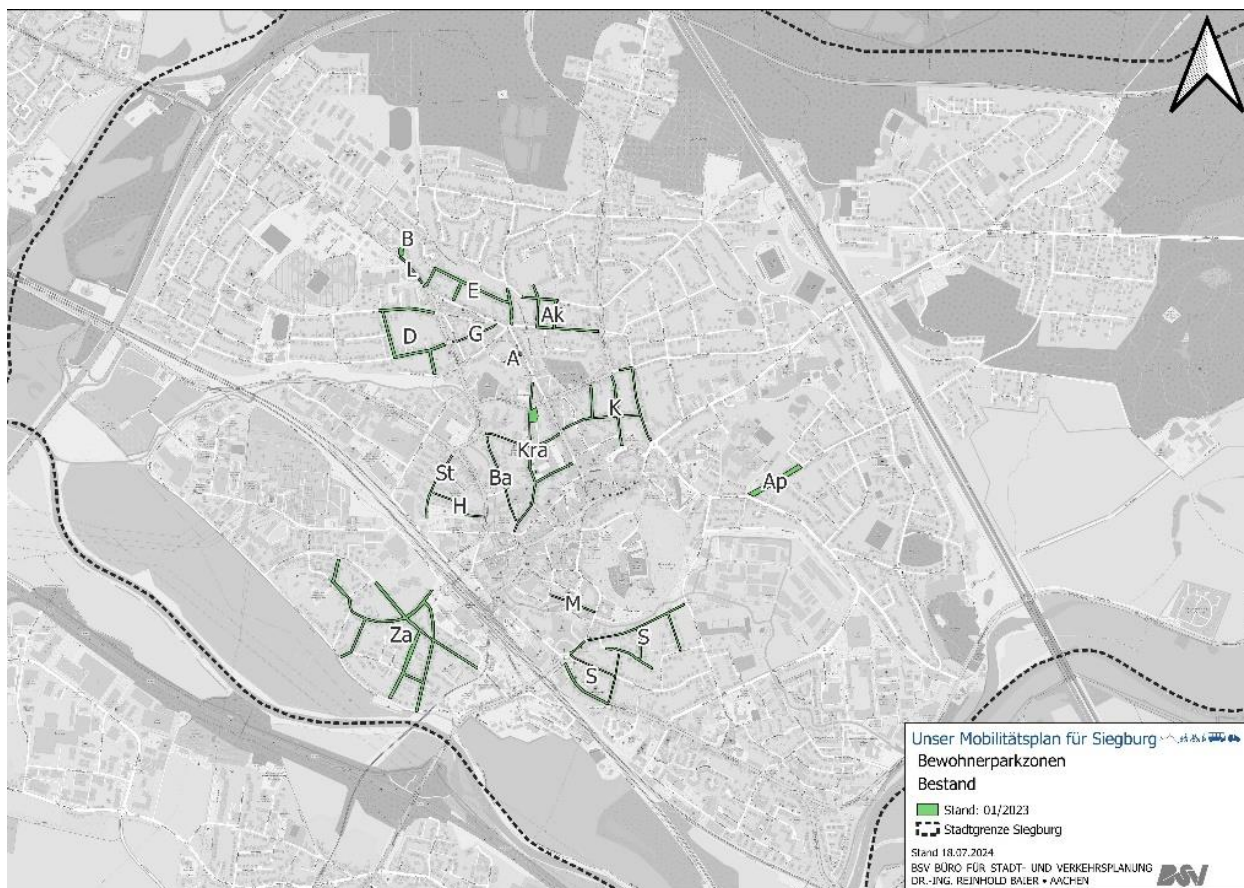 B
L
E
Ak
D
G
A
K
Kra
St
Ba
Ap
H
M
Za
S
S
Unser Mobilitätsplan für Siegburg
Bewohnerparkzonen
Bestand
Stand: 01/2023
Stadtgrenze Siegburg
Stand 18.07.2024
BSV BÜRO FÜR STADT- UND VERKEHRSPLANUNG
DR.-ING. REINHOLD BAIER • AACHEN
BSV